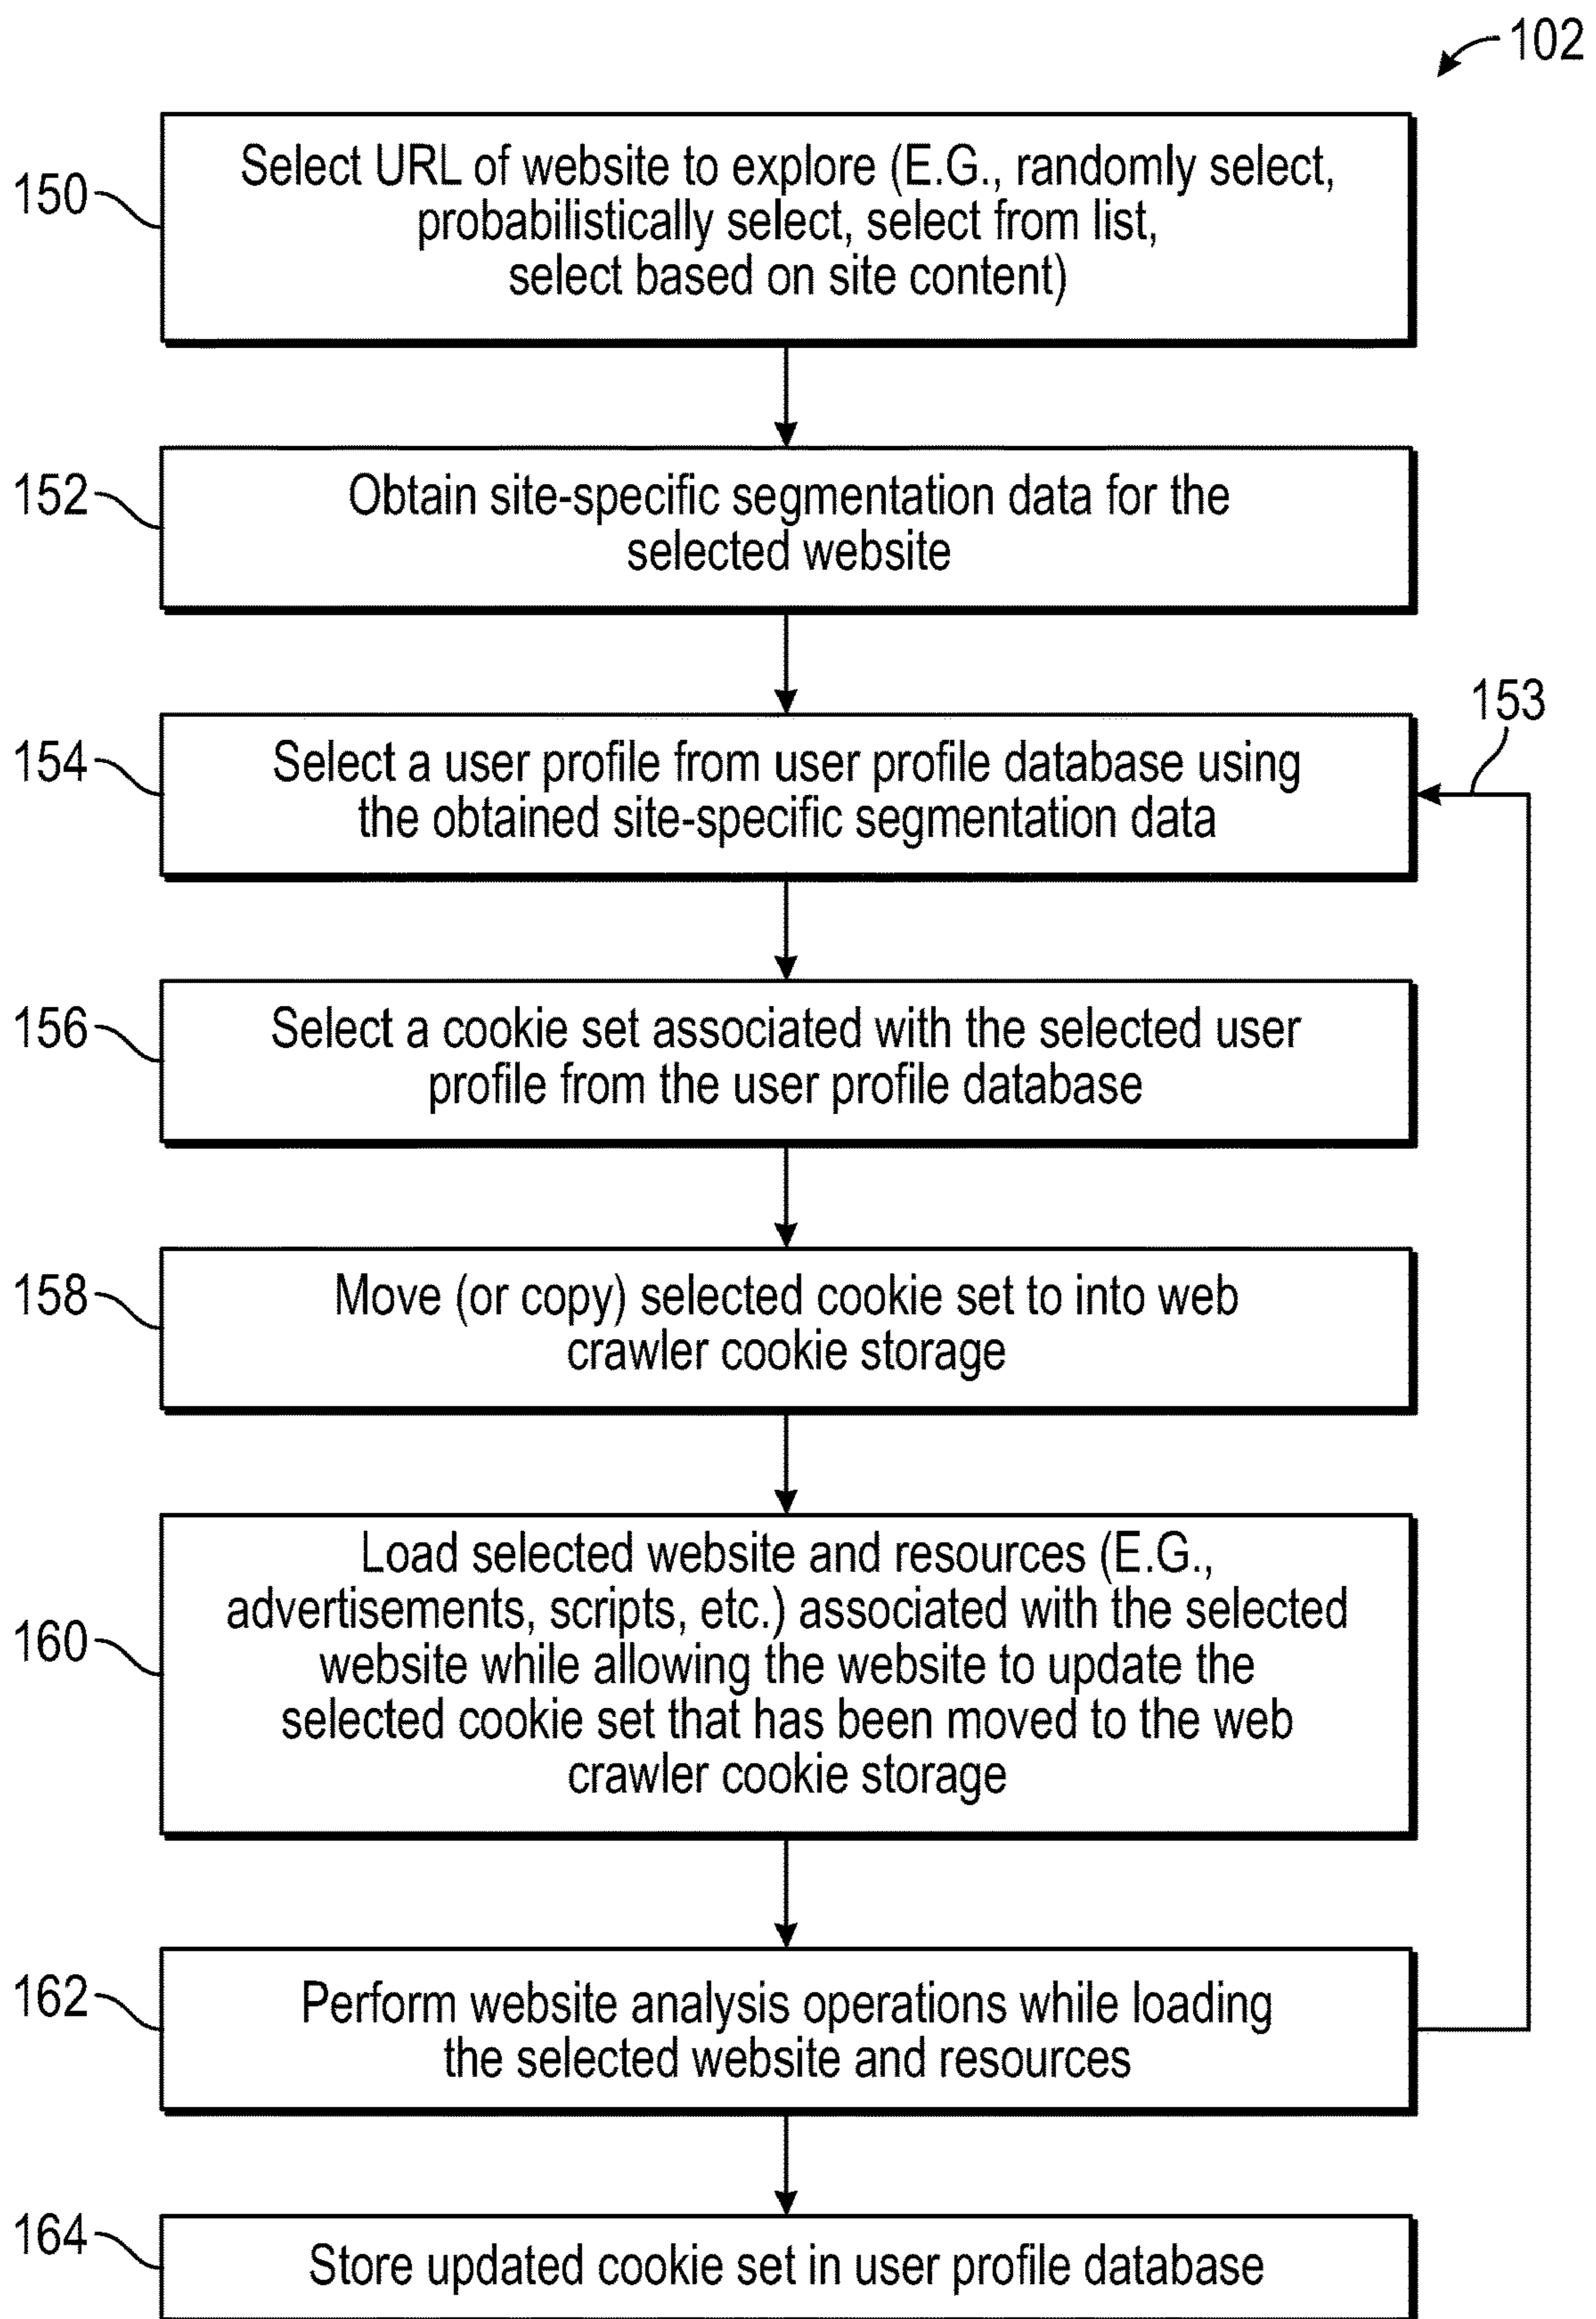 102
150
Select URL of website to explore (E.G., randomly select,
probabilistically select, select from list,
select based on site content)
152
Obtain site-specific segmentation data for the
selected website
153
154
Select a user profile from user profile database using
the obtained site-specific segmentation data
156
Select a cookie set associated with the selected user
profile from the user profile database
158
Move (or copy) selected cookie set to into web
crawler cookie storage
160
Load selected website and resources (E.G.,
advertisements, scripts, etc.) associated with the selected
website while allowing the website to update the
selected cookie set that has been moved to the web
crawler cookie storage
162
Perform website analysis operations while loading
the selected website and resources
164
Store updated cookie set in user profile database